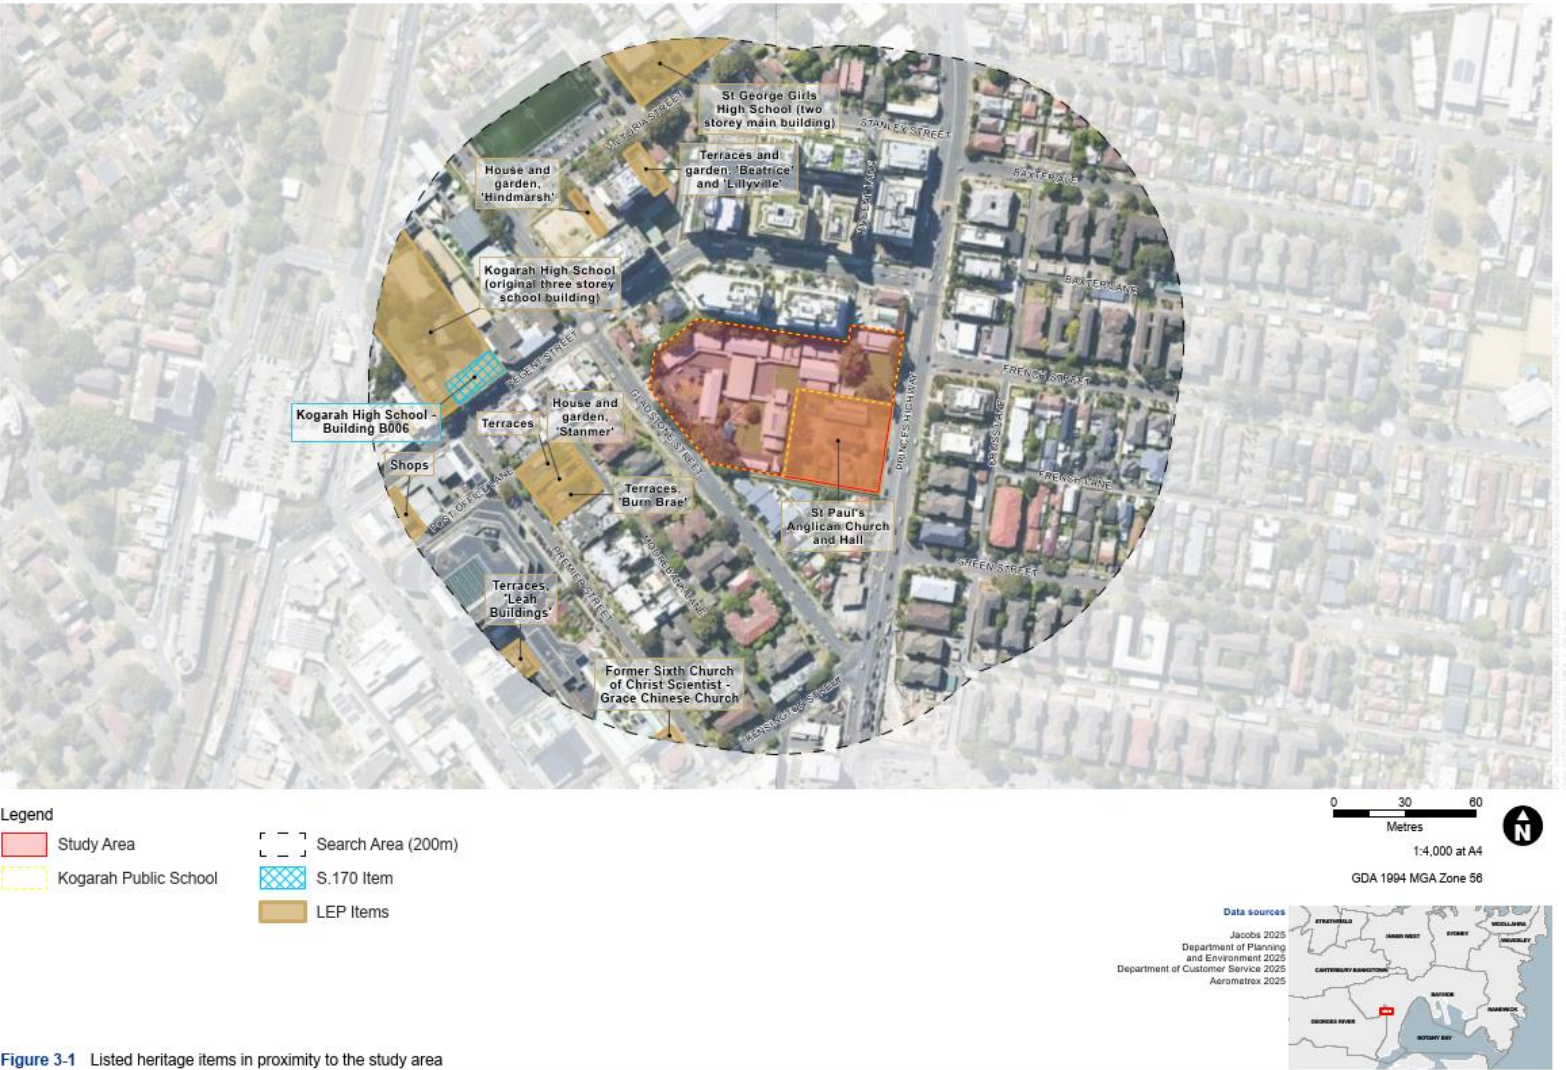 St George Girls
High School (two
storey main building)
VICTORIA STREET
STANLEY STREET
Terraces and
garden, 'Beatrice'
and 'Lillyville'
House and
garden,
'Hindmarsh'
BAXTER AVE
Kogarah High School
(original three storey
school building)
BAXTER LANE
REGENT STREET
FRENCH STREET
Kogarah High School -
Building B006
House and
garden,
'Stanmer'
Terraces
GLADSTONE STREET
PRINCES HIGHWAY
Shops
FRENCH LANE
POST OFFICE LANE
Terraces,
'Burn Brae'
St Paul's
Anglican Church
and Hall
GREEN STREET
PREMIER STREET
MOOREBANK LANE
Terraces,
'Leah
Buildings'
Former Sixth Church
of Christ Scientist -
Grace Chinese Church
KENSINGTON STREET
Legend
Study Area
Kogarah Public School
Search Area (200m)
S.170 Item
LEP Items
0 30 60
Metres
N
1:4,000 at A4
GDA 1994 MGA Zone 56
Data sources
Jacobs 2025
Department of Planning
and Environment 2025
Department of Customer Service 2025
Aerometrex 2025
STRATHFIELD
INNER WEST
SYDNEY
WOOLLAHRA
WAVERLEY
CANTERBURY-BANKSTOWN
BAYSIDE
RANDWICK
GEORGES RIVER
BOTANY BAY
Figure 3-1 Listed heritage items in proximity to the study area